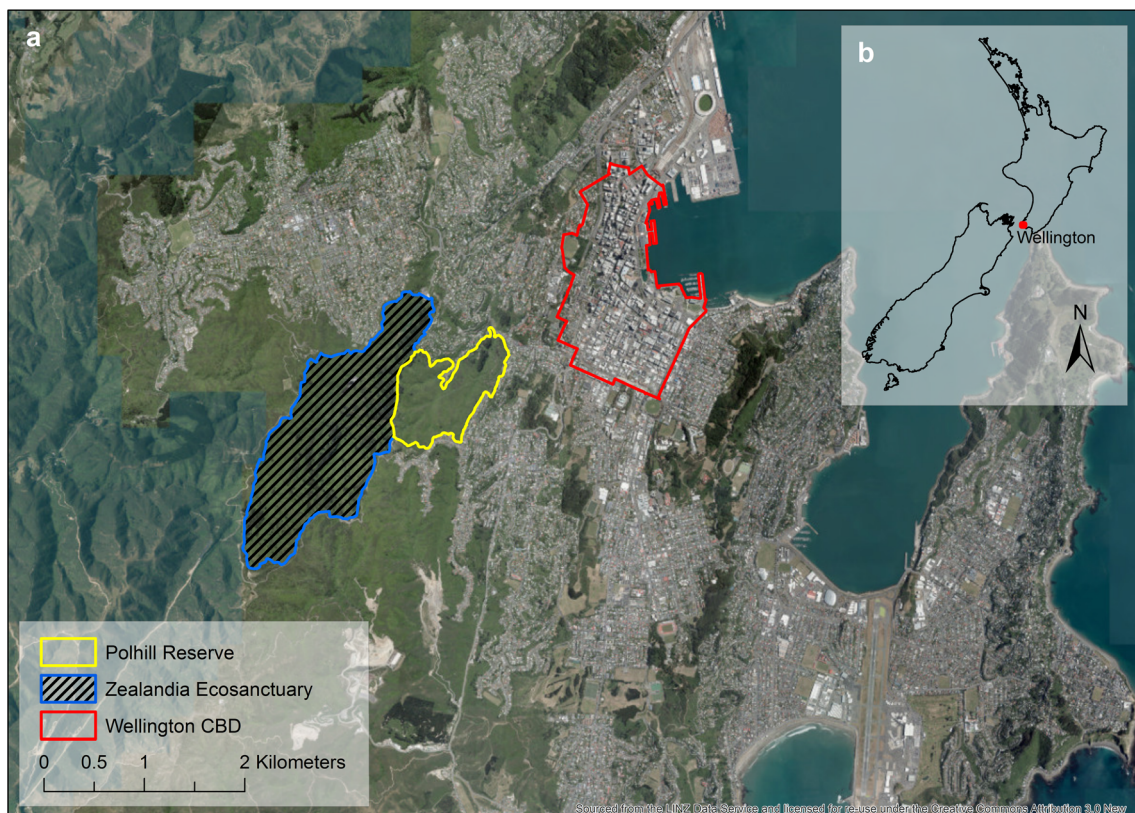 a
b
Wellington
N
Polhill Reserve
Zealandia Ecosanctuary
Wellington CBD
0 0.5 1 2 Kilometers
Sourced from the LINZ Data Service and licensed for re-use under the Creative Commons Attribution 3.0 New